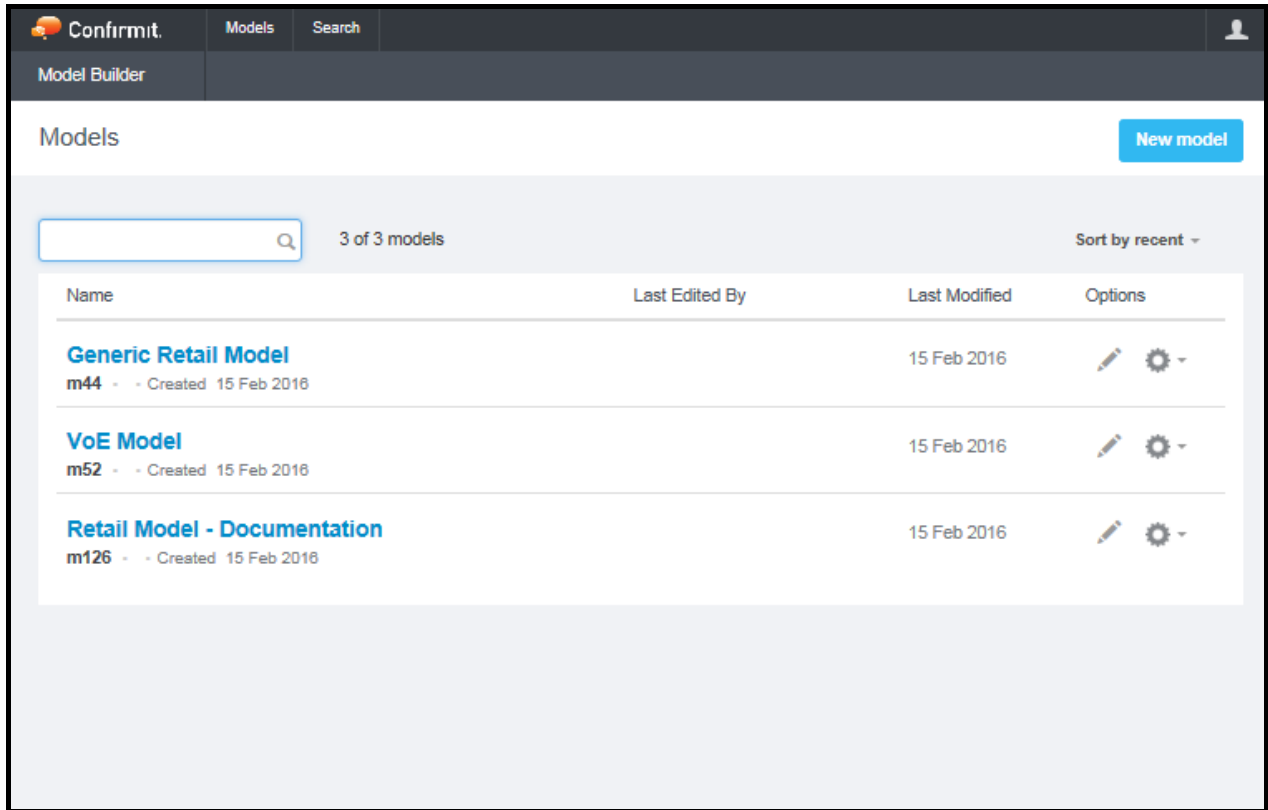 Confirmit. Models Search
Model Builder
Models New model
3 of 3 models Sort by recent
Name Last Edited By Last Modified Options
Generic Retail Model 15 Feb 2016
m44 - - Created 15 Feb 2016
VoE Model 15 Feb 2016
m52 - - Created 15 Feb 2016
Retail Model - Documentation 15 Feb 2016
m126 - - Created 15 Feb 2016